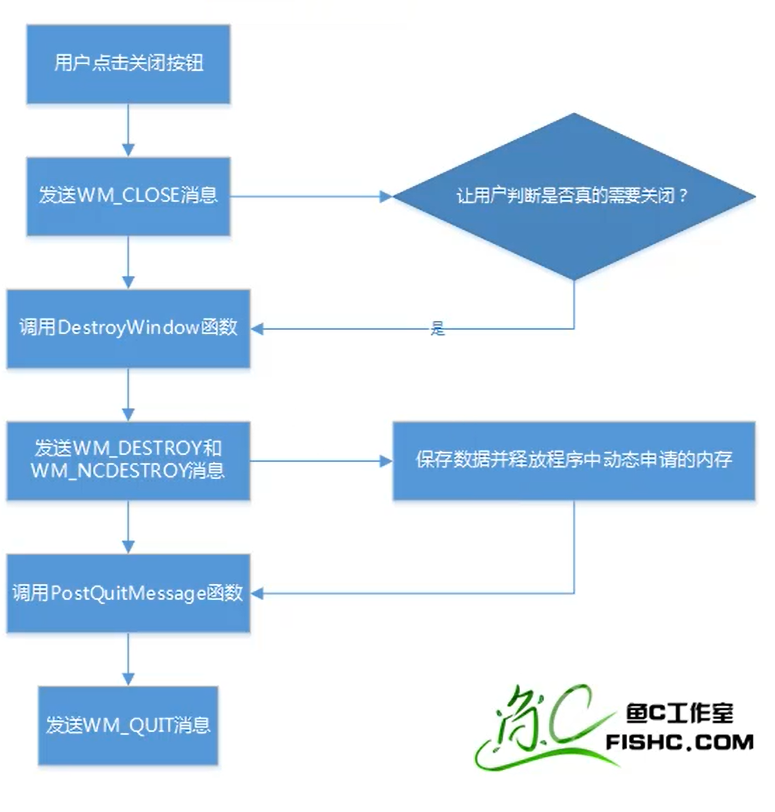 用户点击关闭按钮
发送WM_CLOSE消息
让用户判断是否真的需要关闭？
调用DestroyWindow函数
是
发送WM_DESTROY和
WM_NCDESTROY消息
保存数据并释放程序中动态申请的内存
调用PostQuitMessage函数
发送WM_QUIT消息
鱼C
鱼C工作室
FISHC.COM